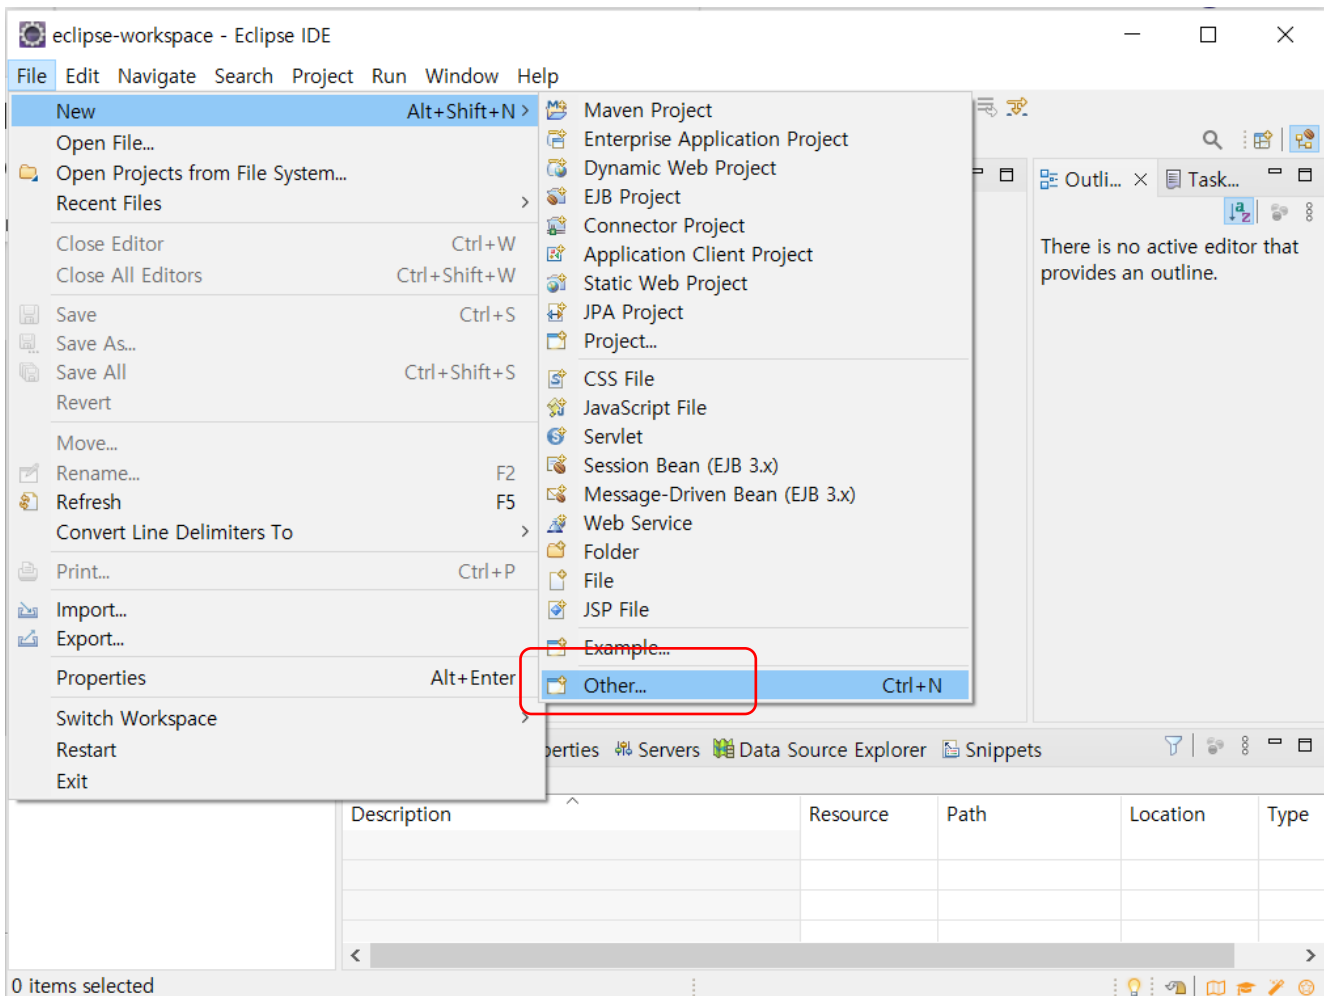 eclipse-workspace - Eclipse IDE
File Edit Navigate Search Project Run Window Help
New Alt+Shift+N >
Open File...
Open Projects from File System...
Recent Files >
Close Editor Ctrl+W
Close All Editors Ctrl+Shift+W
Save Ctrl+S
Save As...
Save All Ctrl+Shift+S
Revert
Move...
Rename... F2
Refresh F5
Convert Line Delimiters To >
Print... Ctrl+P
Import...
Export...
Properties Alt+Enter
Switch Workspace >
Restart
Exit
Maven Project
Enterprise Application Project
Dynamic Web Project
EJB Project
Connector Project
Application Client Project
Static Web Project
JPA Project
Project...
CSS File
JavaScript File
Servlet
Session Bean (EJB 3.x)
Message-Driven Bean (EJB 3.x)
Web Service
Folder
File
JSP File
Example...
Other... Ctrl+N
Outli... Task...
There is no active editor that
provides an outline.
perties Servers Data Source Explorer Snippets
Description Resource Path Location Type
0 items selected